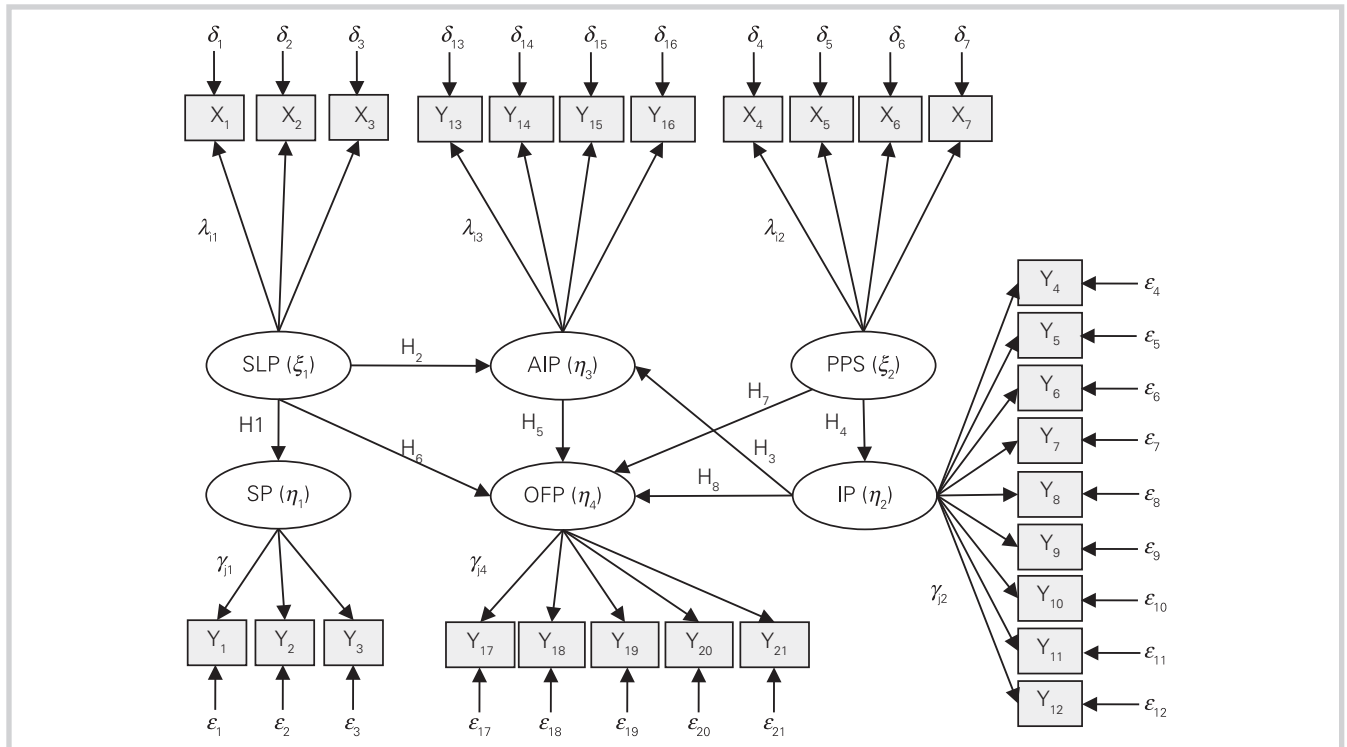 δ₁ δ₂ δ₃ δ₁₃ δ₁₄ δ₁₅ δ₁₆ δ₄ δ₅ δ₆ δ₇
X₁ X₂ X₃ Y₁₃ Y₁₄ Y₁₅ Y₁₆ X₄ X₅ X₆ X₇
λᵢ₁ λᵢ₃ λᵢ₂
Y₄ ε₄
Y₅ ε₅
SLP (ξ₁) H₂ AIP (η₃) PPS (ξ₂)
Y₆ ε₆
H1 H₆ H₅ H₇ H₃ H₄
Y₇ ε₇
SP (η₁) OFP (η₄) H₈ IP (η₂)
Y₈ ε₈
Y₉ ε₉
γⱼ₁ γⱼ₄ γⱼ₂
Y₁₀ ε₁₀
Y₁ Y₂ Y₃ Y₁₇ Y₁₈ Y₁₉ Y₂₀ Y₂₁
Y₁₁ ε₁₁
Y₁₂ ε₁₂
ε₁ ε₂ ε₃ ε₁₇ ε₁₈ ε₁₉ ε₂₀ ε₂₁